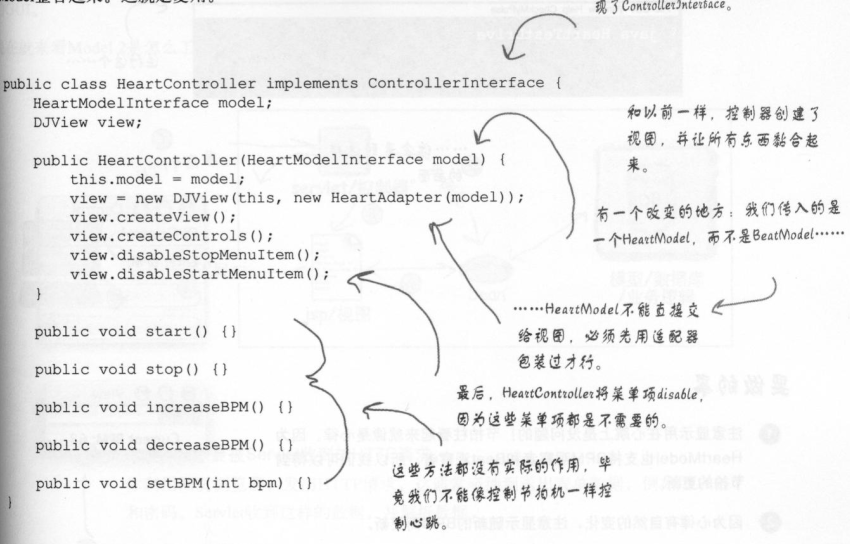 现了ControllerInterface。
public class HeartController implements ControllerInterface {
HeartModelInterface model;
DJView view;
public HeartController(HeartModelInterface model) {
this.model = model;
view = new DJView(this, new HeartAdapter(model));
view.createView();
view.createControls();
view.disableStopMenuItem();
view.disableStartMenuItem();
}
public void start() {}
public void stop() {}
public void increaseBPM() {}
public void decreaseBPM() {}
public void setBPM(int bpm) {}
}
和以前一样，控制器创建了
视图，并让所有东西黏合起
来。
有一个改变的地方：我们传入的是
一个HeartModel，而不是BeatModel……
……HeartModel不能直接交
给视图，必须先用适配器
包装过才行。
最后，HeartController将菜单项disable，
因为这些菜单项都是不需要的。
这些方法都没有实际的作用，毕
竟我们不能像控制节拍机一样控
制心跳。